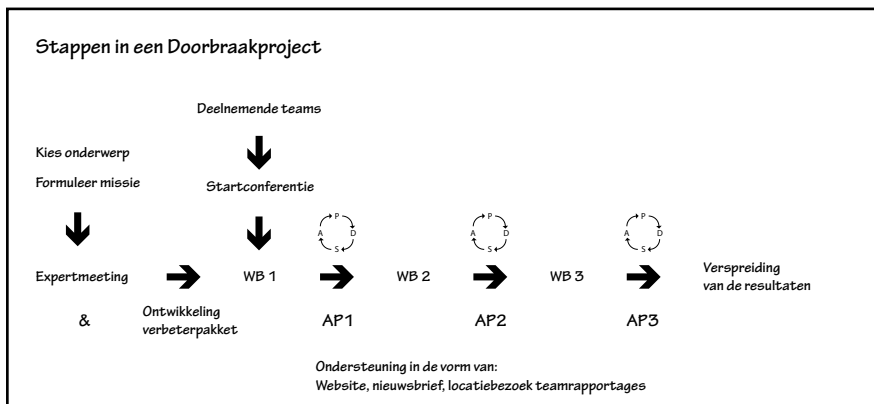 Stappen in een Doorbraakproject
Deelnemende teams
Kies onderwerp
Formuleer missie
Startconferentie
P
A D
S
P
A D
S
P
A D
S
Expertmeeting
WB 1
WB 2
WB 3
Verspreiding
van de resultaten
&
Ontwikkeling
verbeterpakket
AP1
AP2
AP3
Ondersteuning in de vorm van:
Website, nieuwsbrief, locatiebezoek teamrapportages